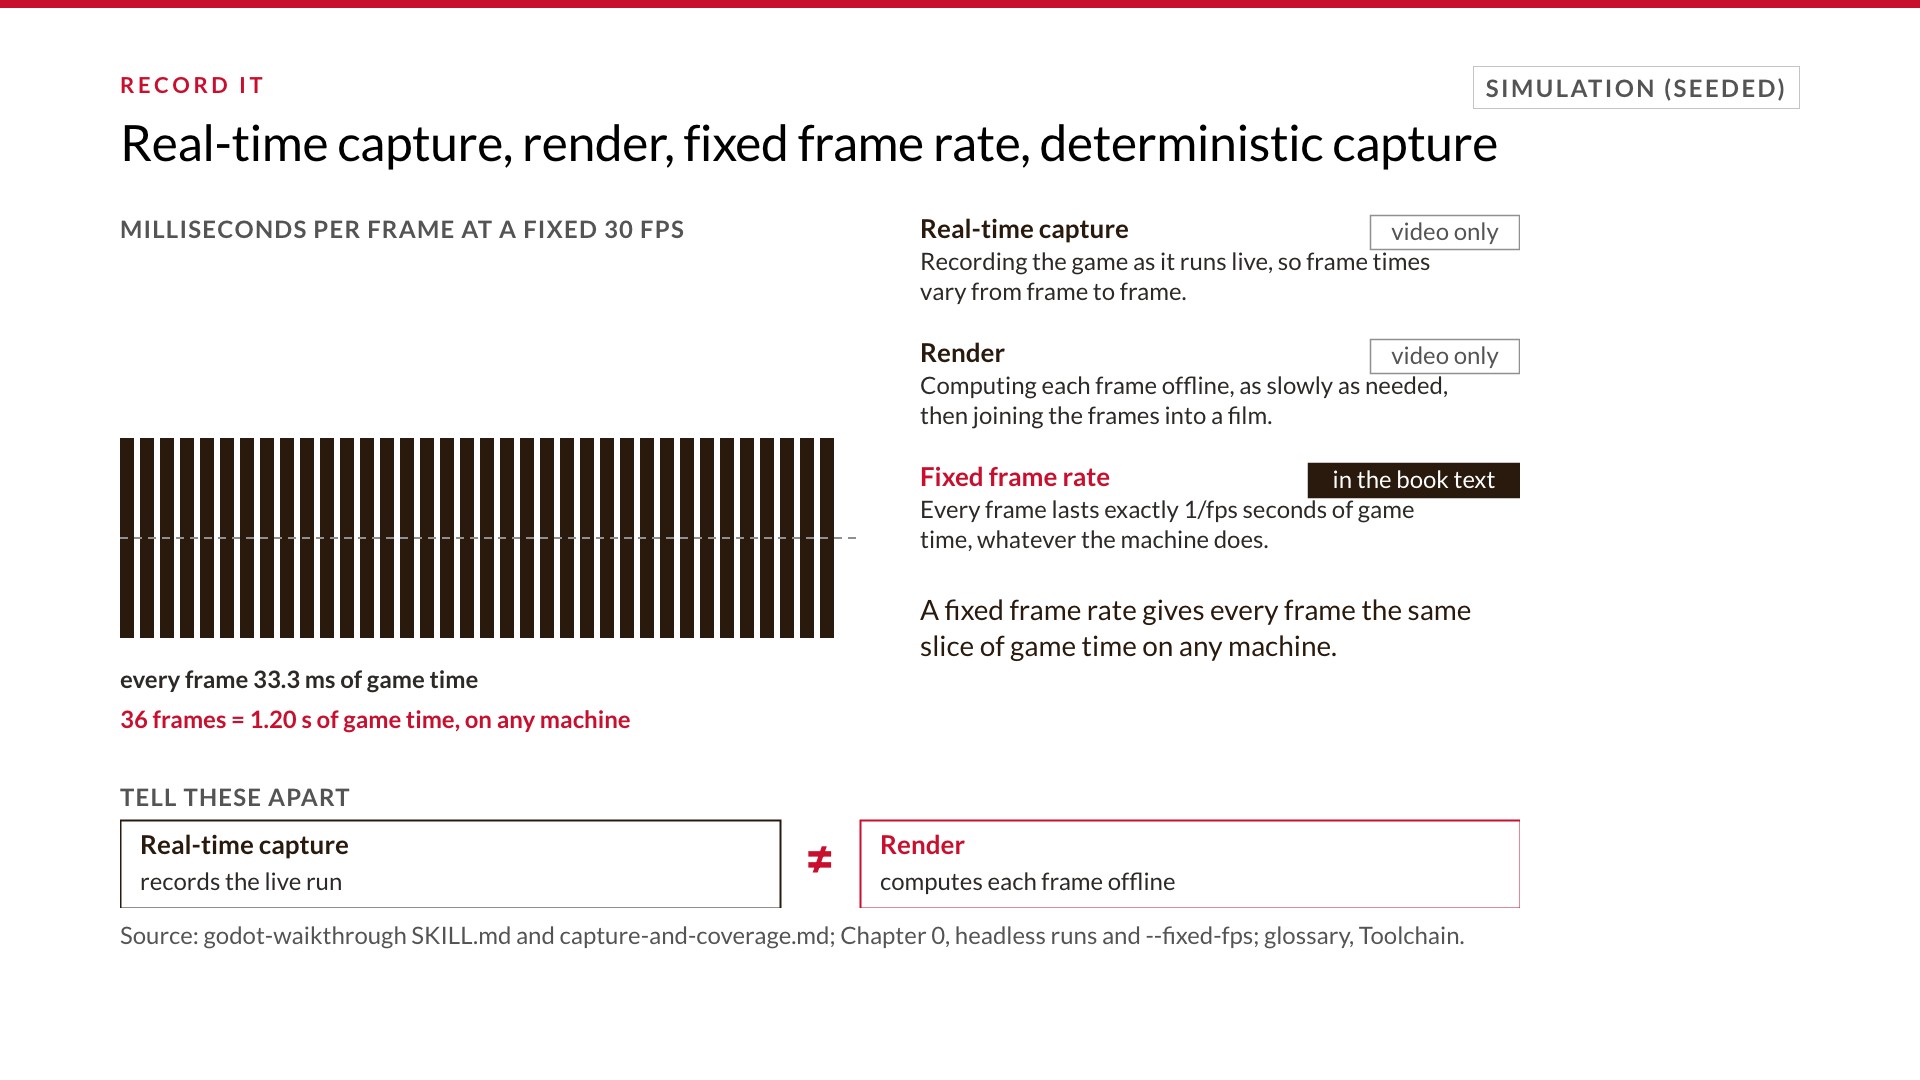 RECORD IT
SIMULATION (SEEDED)
Real-time capture, render, fixed frame rate, deterministic capture
MILLISECONDS PER FRAME AT A FIXED 30 FPS
every frame 33.3 ms of game time
36 frames = 1.20 s of game time, on any machine
Real-time capture
video only
Recording the game as it runs live, so frame times
vary from frame to frame.
Render
video only
Computing each frame offline, as slowly as needed,
then joining the frames into a film.
Fixed frame rate
in the book text
Every frame lasts exactly 1/fps seconds of game
time, whatever the machine does.
A fixed frame rate gives every frame the same
slice of game time on any machine.
TELL THESE APART
Real-time capture
records the live run
≠
Render
computes each frame offline
Source: godot-waikthrough SKILL.md and capture-and-coverage.md; Chapter 0, headless runs and --fixed-fps; glossary, Toolchain.